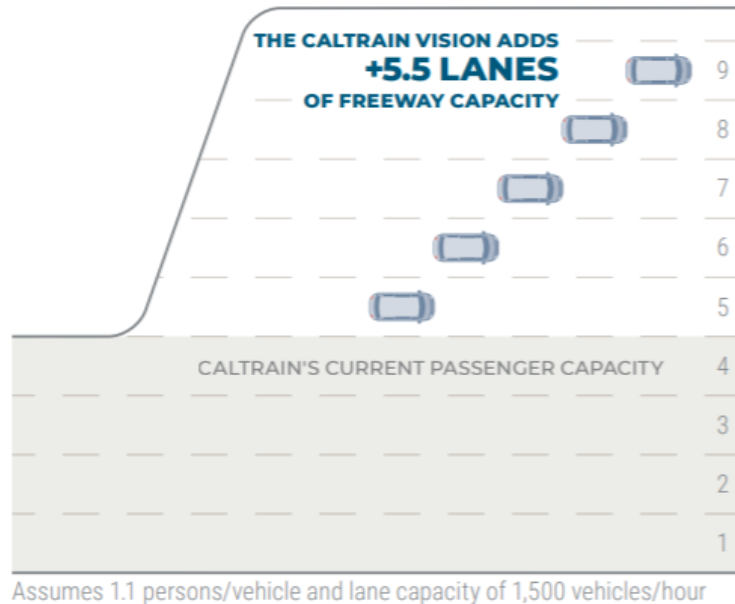 THE CALTRAIN VISION ADDS
+5.5 LANES
OF FREEWAY CAPACITY
9
8
7
6
5
CALTRAIN'S CURRENT PASSENGER CAPACITY 4
3
2
1
Assumes 1.1 persons/vehicle and lane capacity of 1,500 vehicles/hour